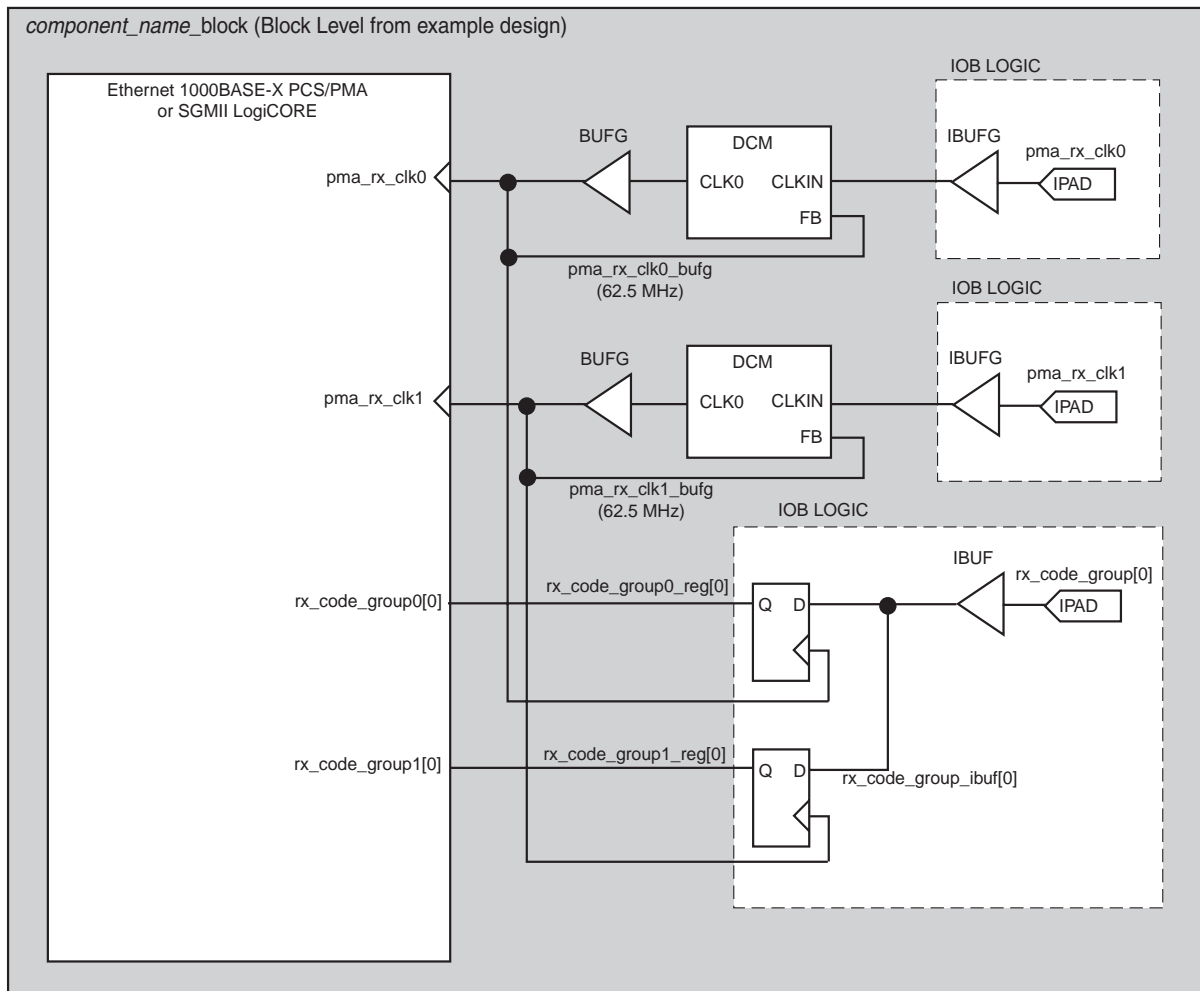 component_name_block (Block Level from example design)
IOB LOGIC
Ethernet 1000BASE-X PCS/PMA
or SGMII LogiCORE
BUFG
DCM
IBUFG
pma_rx_clk0
pma_rx_clk0
CLK0
CLKIN
IPAD
FB
pma_rx_clk0_bufg
(62.5 MHz)
IOB LOGIC
BUFG
DCM
IBUFG
pma_rx_clk1
pma_rx_clk1
CLK0
CLKIN
IPAD
FB
pma_rx_clk1_bufg
(62.5 MHz)
IOB LOGIC
IBUF
rx_code_group[0]
rx_code_group0[0]
rx_code_group0_reg[0]
Q
D
IPAD
rx_code_group1[0]
rx_code_group1_reg[0]
Q
D
rx_code_group_ibuf[0]